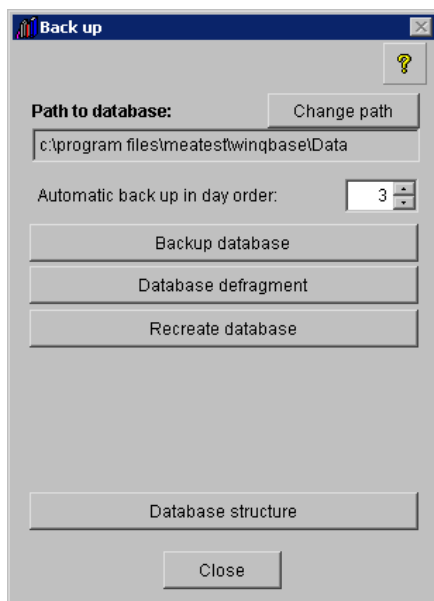 Back up
?
Path to database:
Change path
c:\program files\meatest\winqbase\Data
Automatic back up in day order:
3
Backup database
Database defragment
Recreate database
Database structure
Close